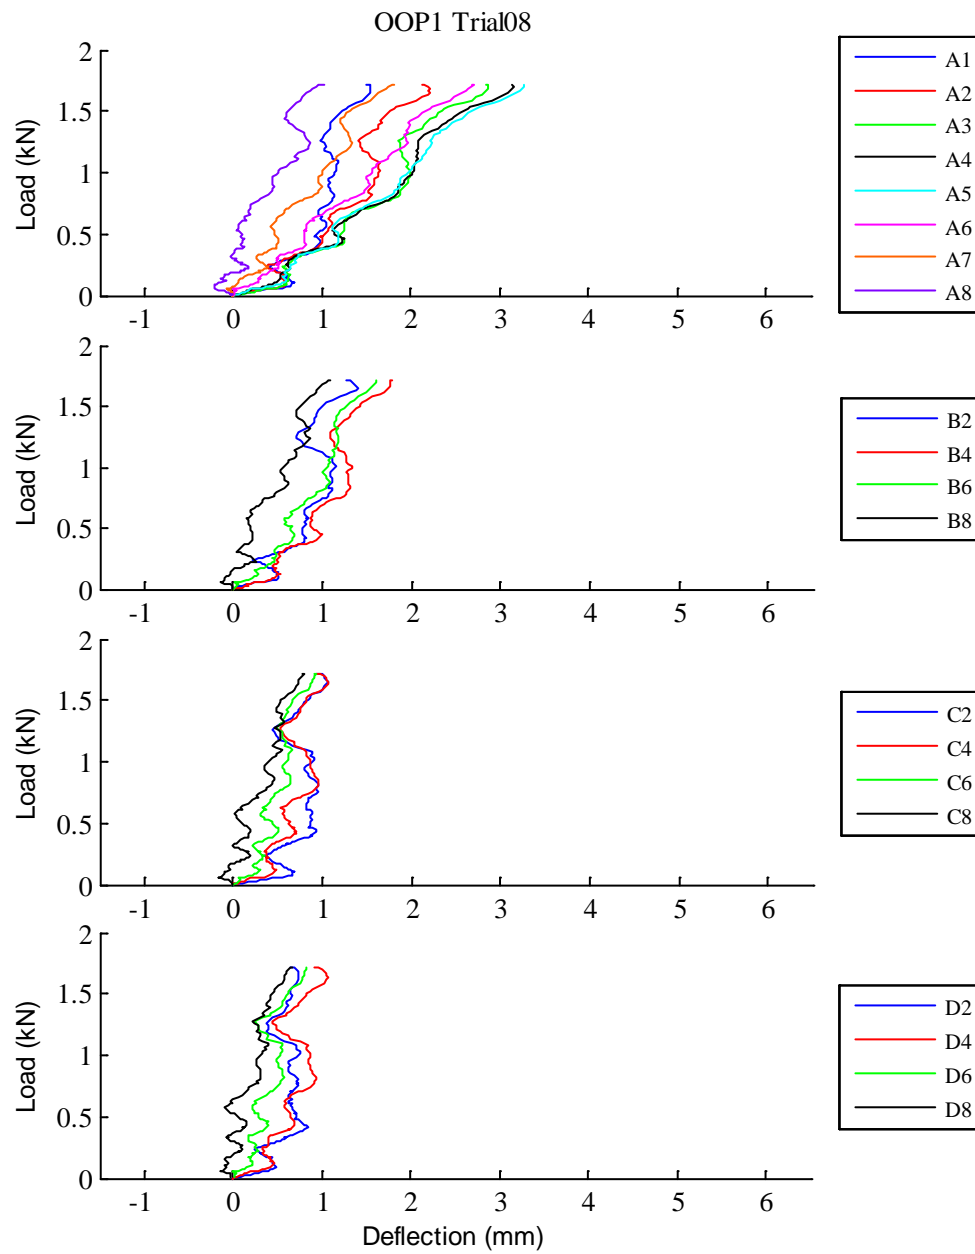 OOP1 Trial08
2
1.5
1
0.5
0
Load (kN)
-1 0 1 2 3 4 5 6
A1
A2
A3
A4
A5
A6
A7
A8
2
1.5
1
0.5
0
Load (kN)
-1 0 1 2 3 4 5 6
B2
B4
B6
B8
2
1.5
1
0.5
0
Load (kN)
-1 0 1 2 3 4 5 6
C2
C4
C6
C8
2
1.5
1
0.5
0
Load (kN)
-1 0 1 2 3 4 5 6
Deflection (mm)
D2
D4
D6
D8